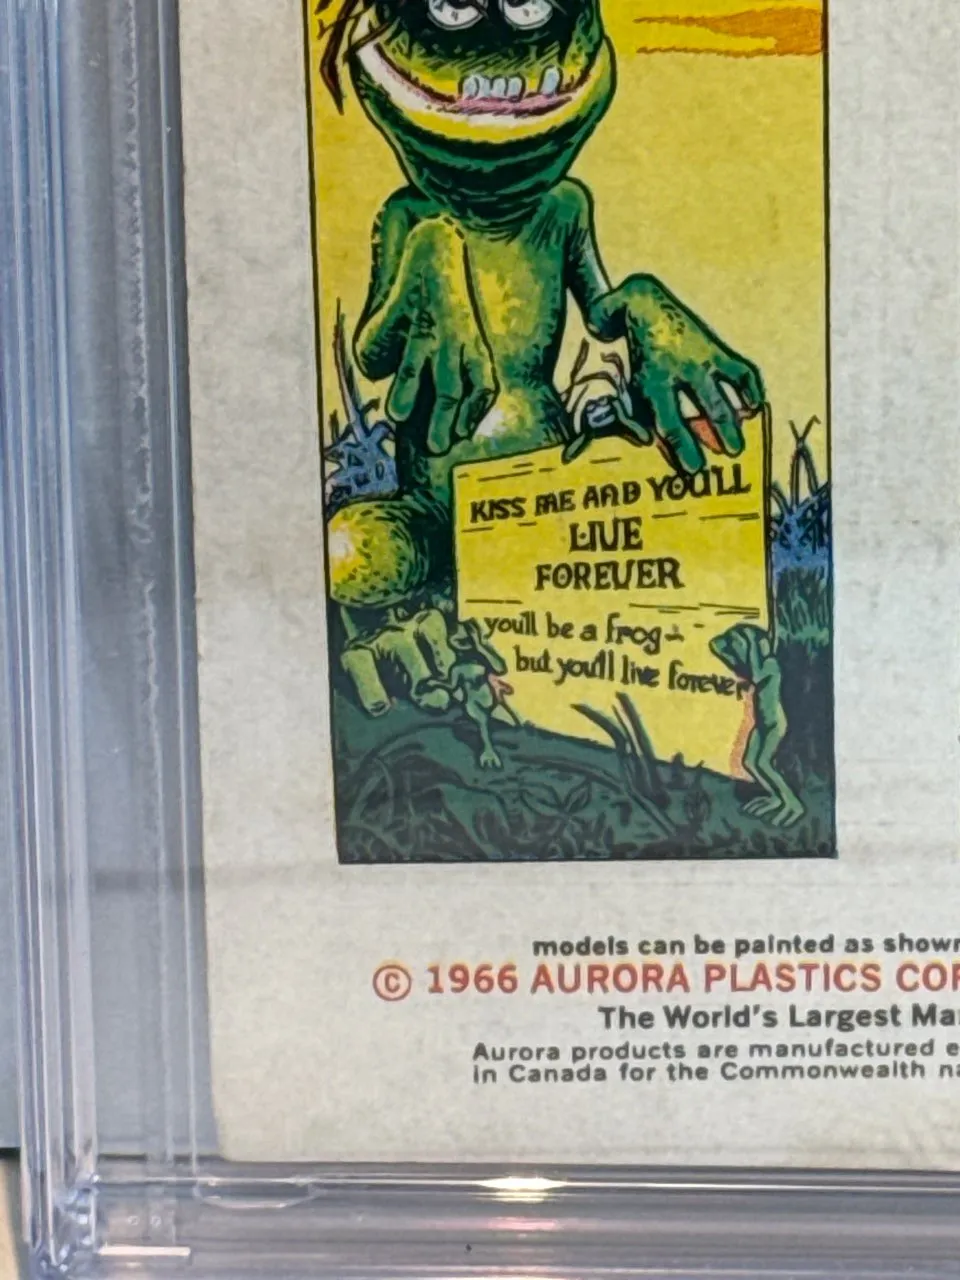 KISS ME AND YOU'LL
LIVE
FOREVER
you'll be a frog-
but you'll live forever
models can be painted as shown
© 1966 AURORA PLASTICS COR
The World's Largest Ma
Aurora products are manufactured e
in Canada for the Commonwealth na